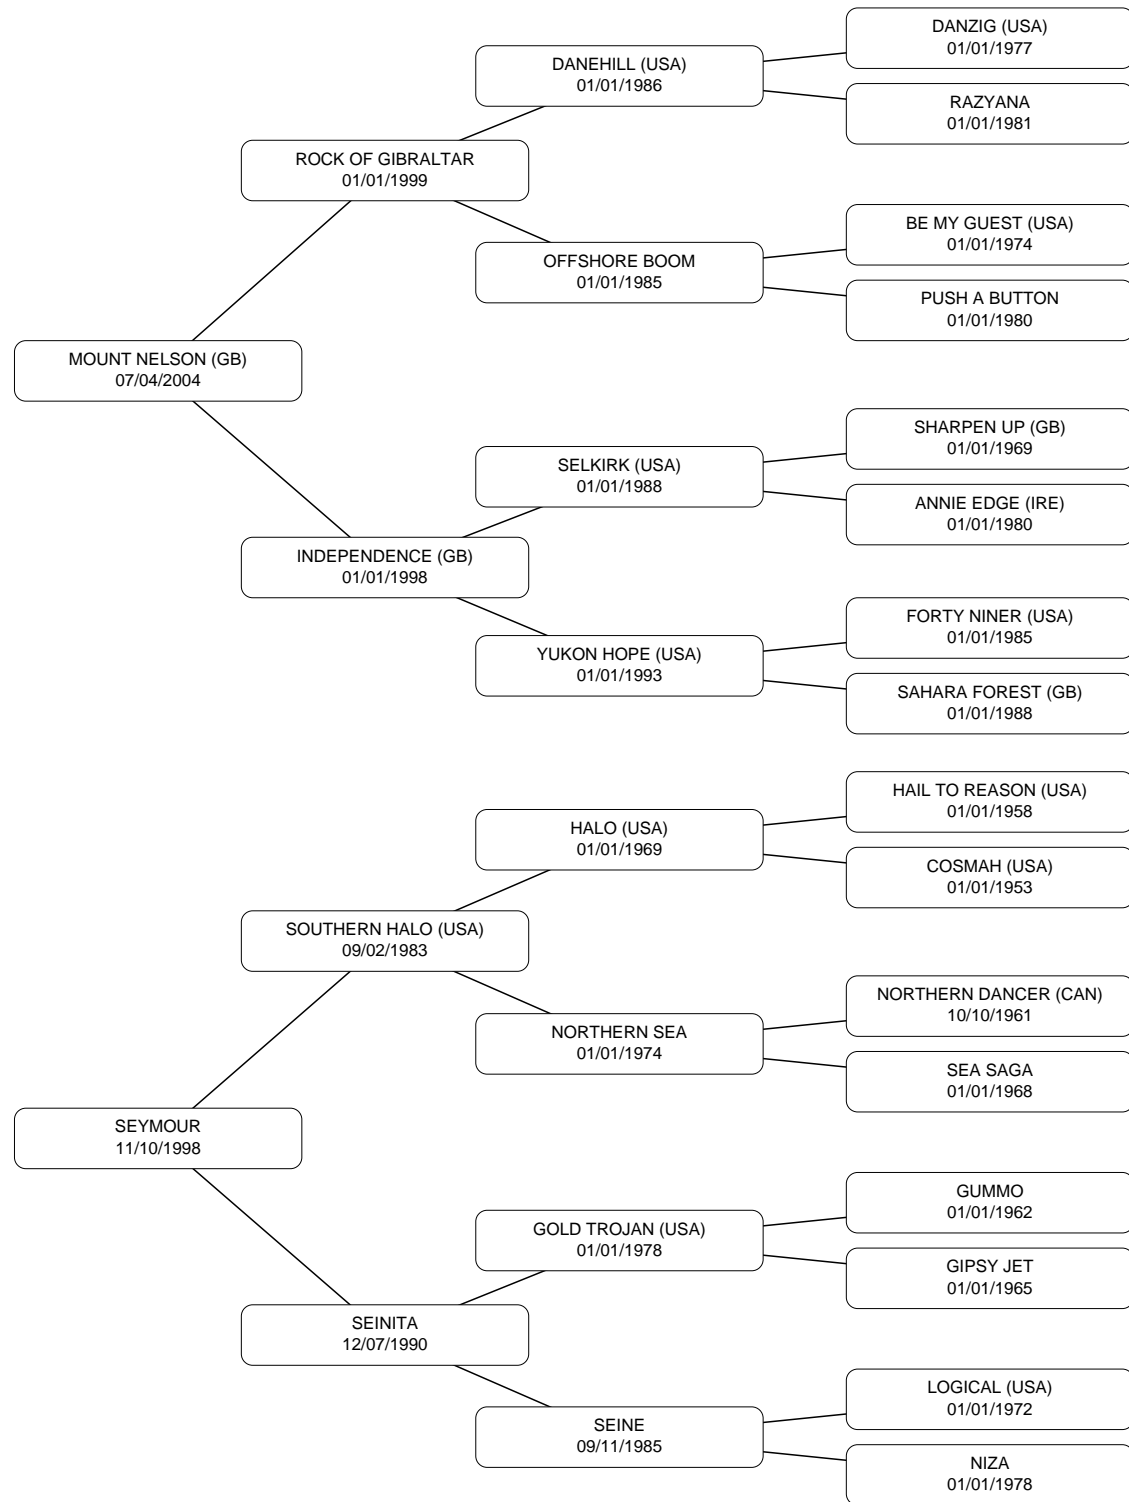 DANZIG (USA)
01/01/1977
DANEHILL (USA)
01/01/1986
RAZYANA
01/01/1981
ROCK OF GIBRALTAR
01/01/1999
BE MY GUEST (USA)
01/01/1974
OFFSHORE BOOM
01/01/1985
PUSH A BUTTON
01/01/1980
MOUNT NELSON (GB)
07/04/2004
SHARPEN UP (GB)
01/01/1969
SELKIRK (USA)
01/01/1988
ANNIE EDGE (IRE)
01/01/1980
INDEPENDENCE (GB)
01/01/1998
FORTY NINER (USA)
01/01/1985
YUKON HOPE (USA)
01/01/1993
SAHARA FOREST (GB)
01/01/1988
HAIL TO REASON (USA)
01/01/1958
HALO (USA)
01/01/1969
COSMAH (USA)
01/01/1953
SOUTHERN HALO (USA)
09/02/1983
NORTHERN DANCER (CAN)
10/10/1961
NORTHERN SEA
01/01/1974
SEA SAGA
01/01/1968
SEYMOUR
11/10/1998
GUMMO
01/01/1962
GOLD TROJAN (USA)
01/01/1978
GIPSY JET
01/01/1965
SEINITA
12/07/1990
LOGICAL (USA)
01/01/1972
SEINE
09/11/1985
NIZA
01/01/1978